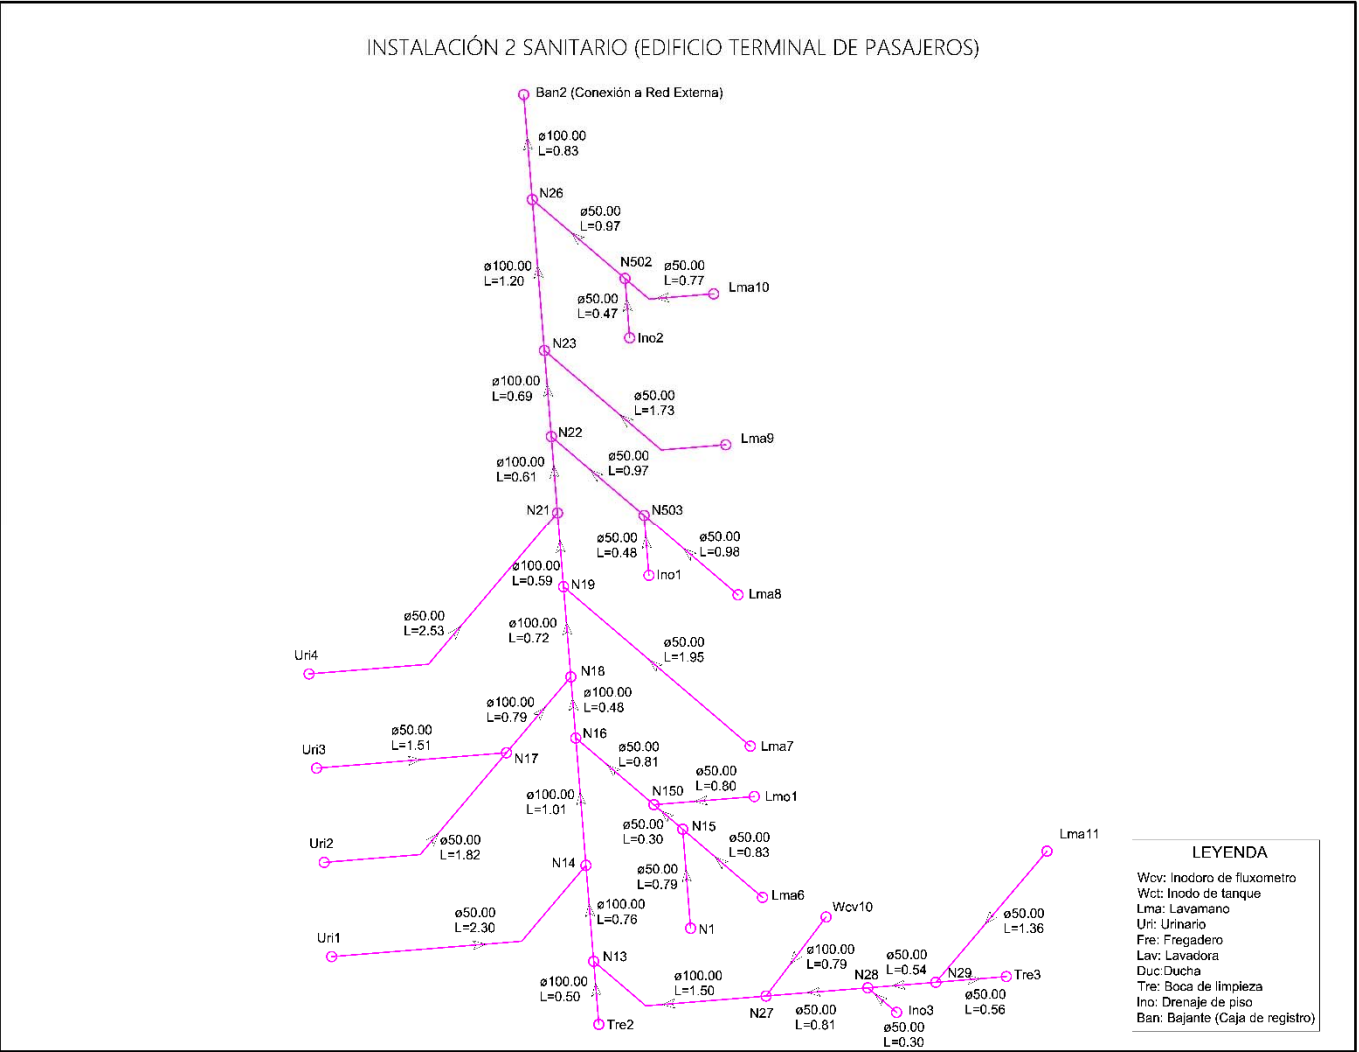 INSTALACIÓN 2 SANITARIO (EDIFICIO TERMINAL DE PASAJEROS)
Ban2 (Conexión a Red Externa)
ø100.00
L=0.83
N26
ø50.00
L=0.97
ø100.00
L=1.20
N502
ø50.00
L=0.77
Lma10
ø50.00
L=0.47
Ino2
N23
ø100.00
L=0.69
ø50.00
L=1.73
Lma9
N22
ø100.00
L=0.61
ø50.00
L=0.97
N21
N503
ø50.00
L=0.48
ø50.00
L=0.98
Ino1
Lma8
ø100.00
L=0.59
N19
ø50.00
L=2.53
ø100.00
L=0.72
ø50.00
L=1.95
Uri4
N18
ø100.00
L=0.79
ø100.00
L=0.48
ø50.00
L=1.51
Uri3
N17
N16
ø50.00
L=0.81
Lma7
ø50.00
L=0.80
Lmo1
N150
ø100.00
L=1.01
N15
ø50.00
L=0.30
ø50.00
L=0.83
Uri2
ø50.00
L=1.82
Lma11
N14
ø50.00
L=0.79
Lma6
Wcv10
ø50.00
L=2.30
ø100.00
L=0.76
N1
ø50.00
L=1.36
Uri1
N13
ø100.00
L=0.79
ø50.00
L=0.54
N28
N29
Tre3
ø100.00
L=0.50
ø100.00
L=1.50
ø50.00
L=0.56
N27
ø50.00
L=0.81
Ino3
ø50.00
L=0.30
Tre2
LEYENDA
Wcv: Inodoro de fluxometro
Wct: Inodo de tanque
Lma: Lavamano
Uri: Urinario
Fre: Fregadero
Lav: Lavadora
Duc:Ducha
Tre: Boca de limpieza
Ino: Drenaje de piso
Ban: Bajante (Caja de registro)